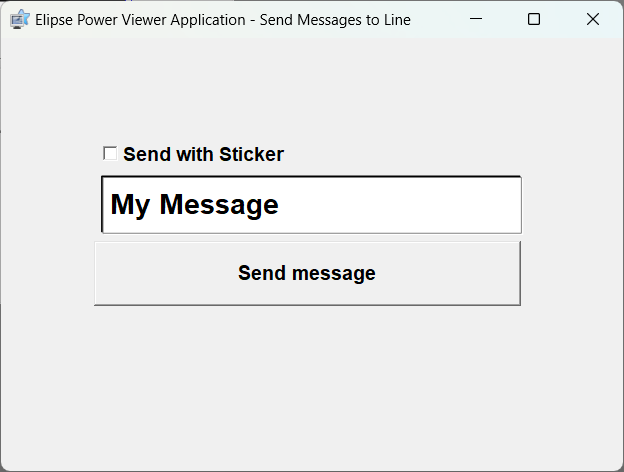 Elipse Power Viewer Application - Send Messages to Line
Send with Sticker
My Message
Send message